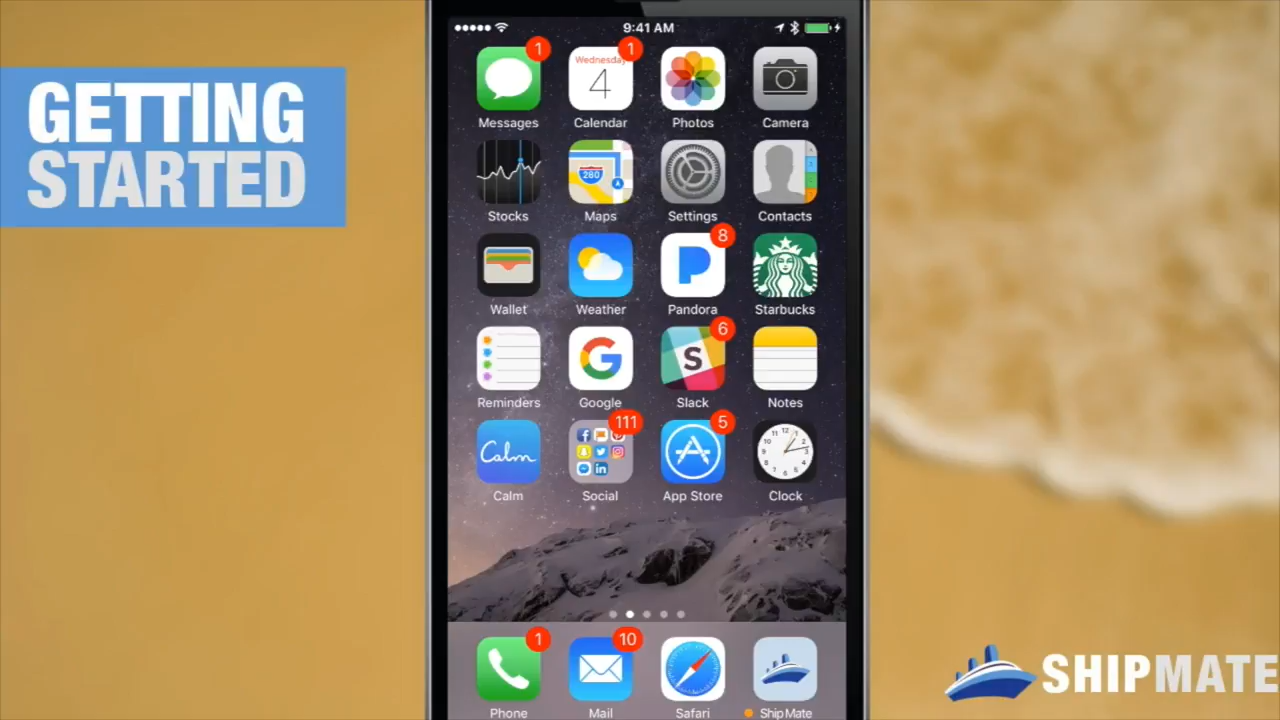 GETTING
STARTED
9:41 AM
1
1
Wednesday
4
Messages
Calendar
Photos
Camera
280
Stocks
Maps
Settings
Contacts
8
Wallet
Weather
Pandora
Starbucks
6
S
Reminders
Google
Slack
Notes
111
5
Calm
Calm
Social
App Store
Clock
1
10
Phone
Mail
Safari
ShipMate
SHIPMATE